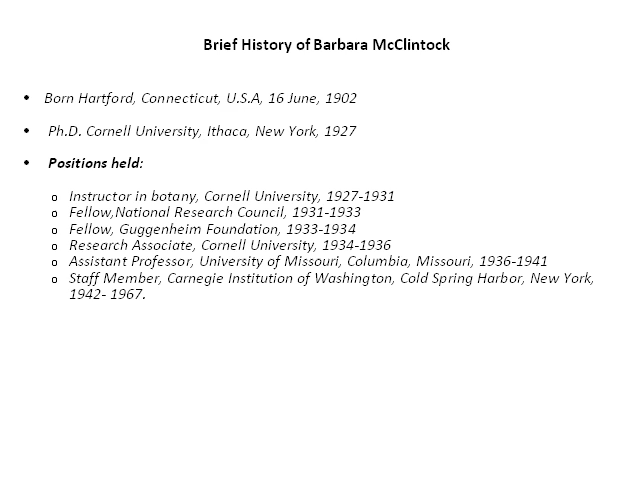 Brief History of Barbara McClintock
• Born Hartford, Connecticut, U.S.A, 16 June, 1902
• Ph.D. Cornell University, Ithaca, New York, 1927
• Positions held:
o Instructor in botany, Cornell University, 1927-1931
o Fellow,National Research Council, 1931-1933
o Fellow, Guggenheim Foundation, 1933-1934
o Research Associate, Cornell University, 1934-1936
o Assistant Professor, University of Missouri, Columbia, Missouri, 1936-1941
o Staff Member, Carnegie Institution of Washington, Cold Spring Harbor, New York,
1942- 1967.